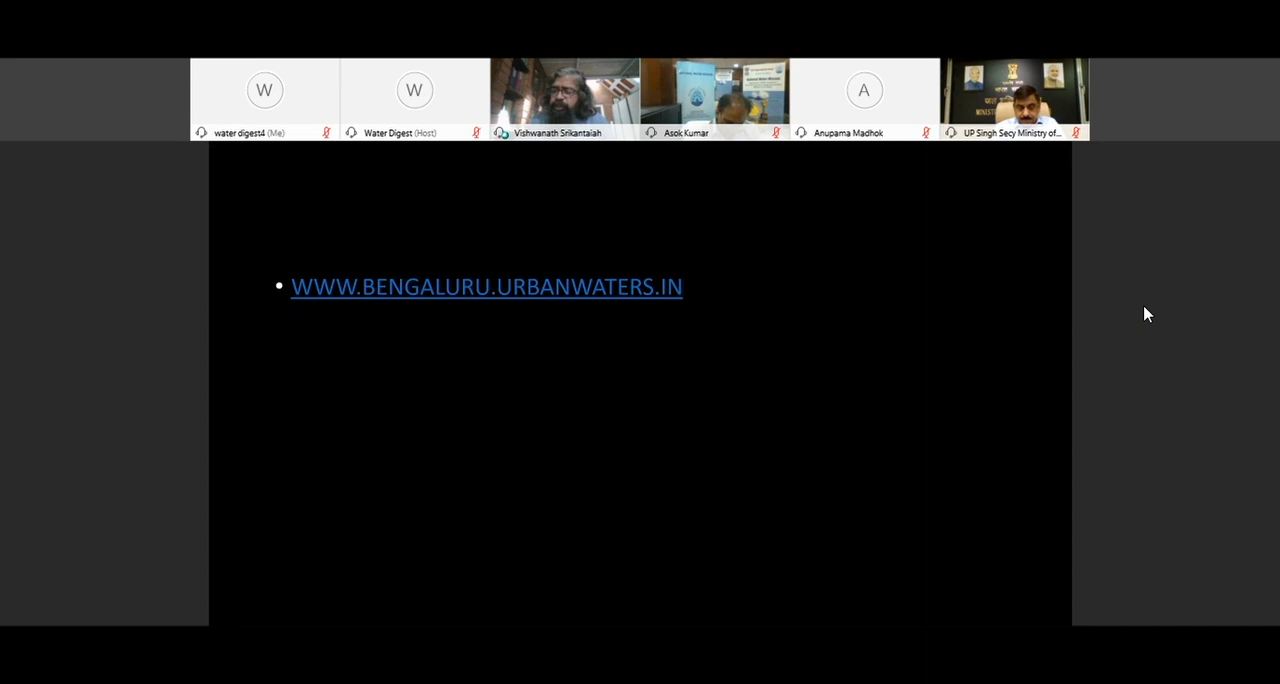 W
water digest4 (Me)
W
Water Digest (Host)
Vishwanath Srikantaiah
Asok Kumar
A
Anupama Madhok
UP Singh Secy Ministry of...
• WWW.BENGALURU.URBANWATERS.IN